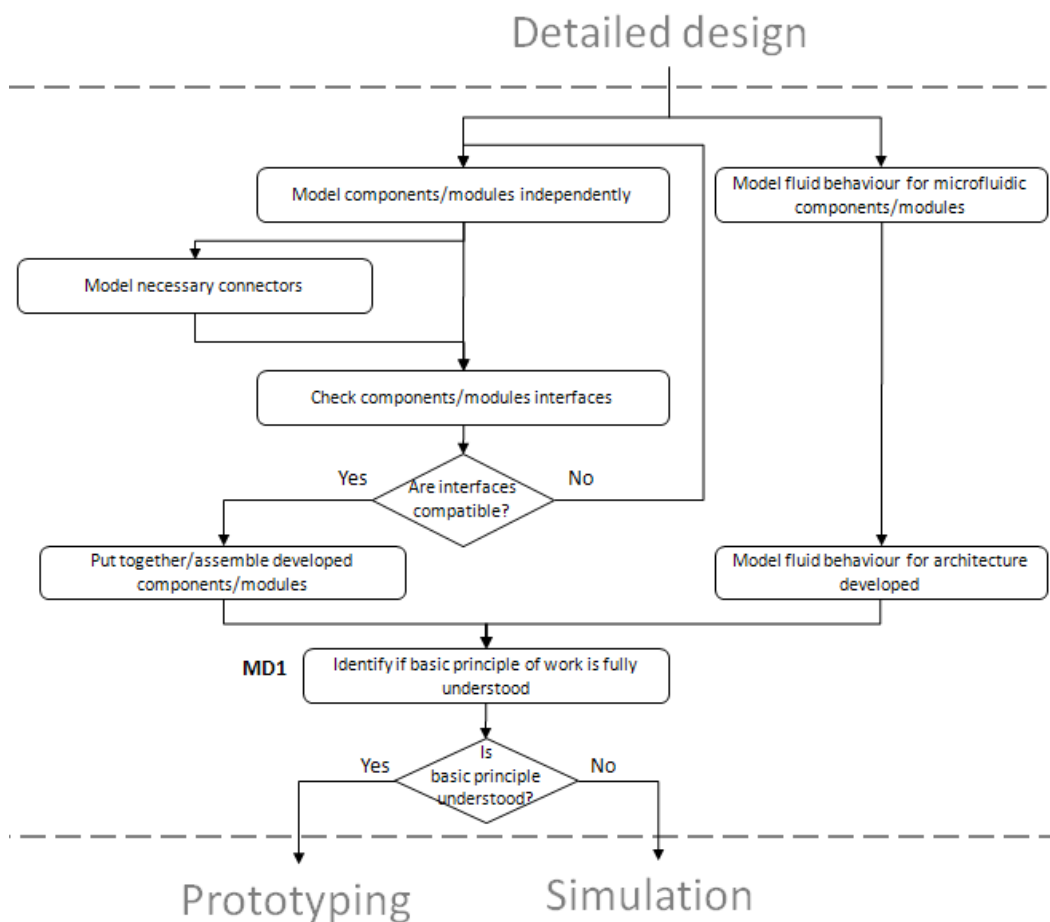 Detailed design
Model components/modules independently
Model fluid behaviour for microfluidic
components/modules
Model necessary connectors
Check components/modules interfaces
Yes
No
Are interfaces
compatible?
Put together/assemble developed
components/modules
Model fluid behaviour for architecture
developed
MD1
Identify if basic principle of work is fully
understood
Yes
No
Is
basic principle
understood?
Prototyping
Simulation